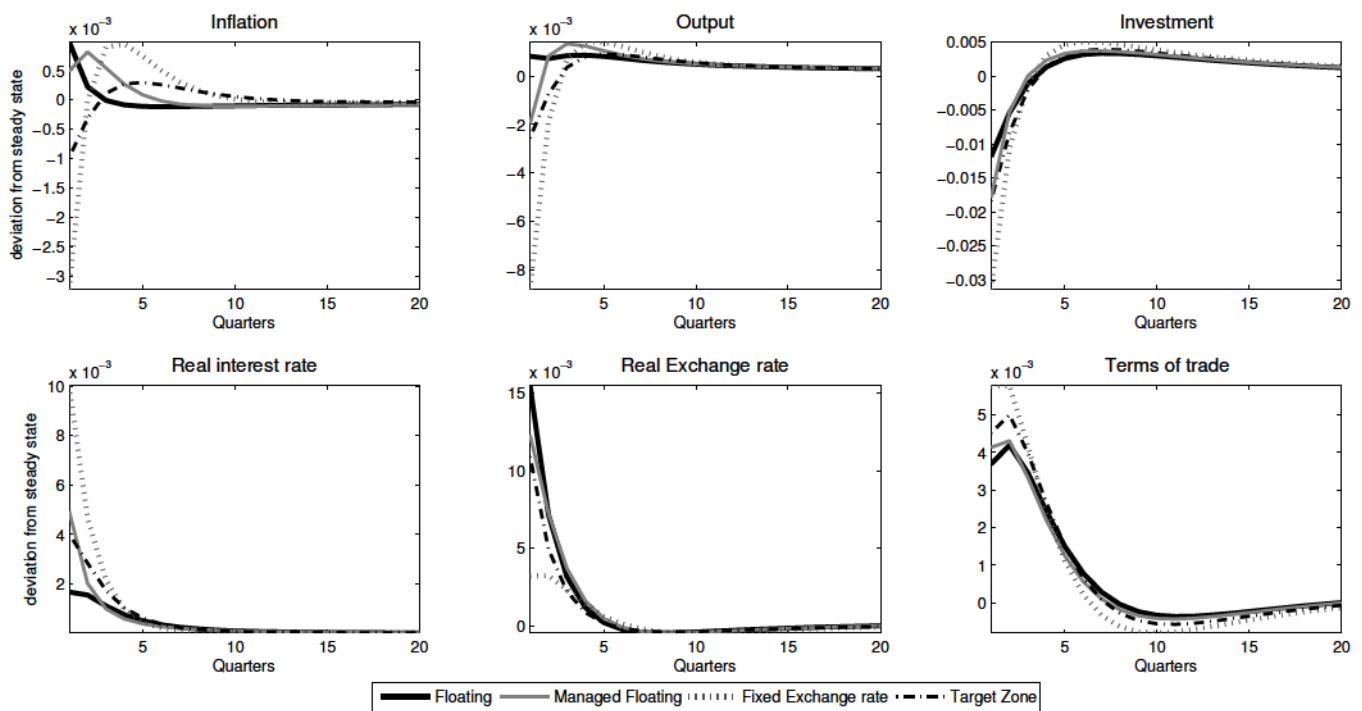 Inflation
x 10⁻³
0.5
0
−0.5
−1
−1.5
−2
−2.5
−3
5 10 15 20
Quarters
deviation from steady state
Output
x 10⁻³
0
−2
−4
−6
−8
5 10 15 20
Quarters
Investment
0.005
0
−0.005
−0.01
−0.015
−0.02
−0.025
−0.03
5 10 15 20
Quarters
Real interest rate
x 10⁻³
10
8
6
4
2
5 10 15 20
Quarters
deviation from steady state
Real Exchange rate
x 10⁻³
15
10
5
0
5 10 15 20
Quarters
Terms of trade
x 10⁻³
5
4
3
2
1
0
5 10 15 20
Quarters
Floating Managed Floating Fixed Exchange rate Target Zone